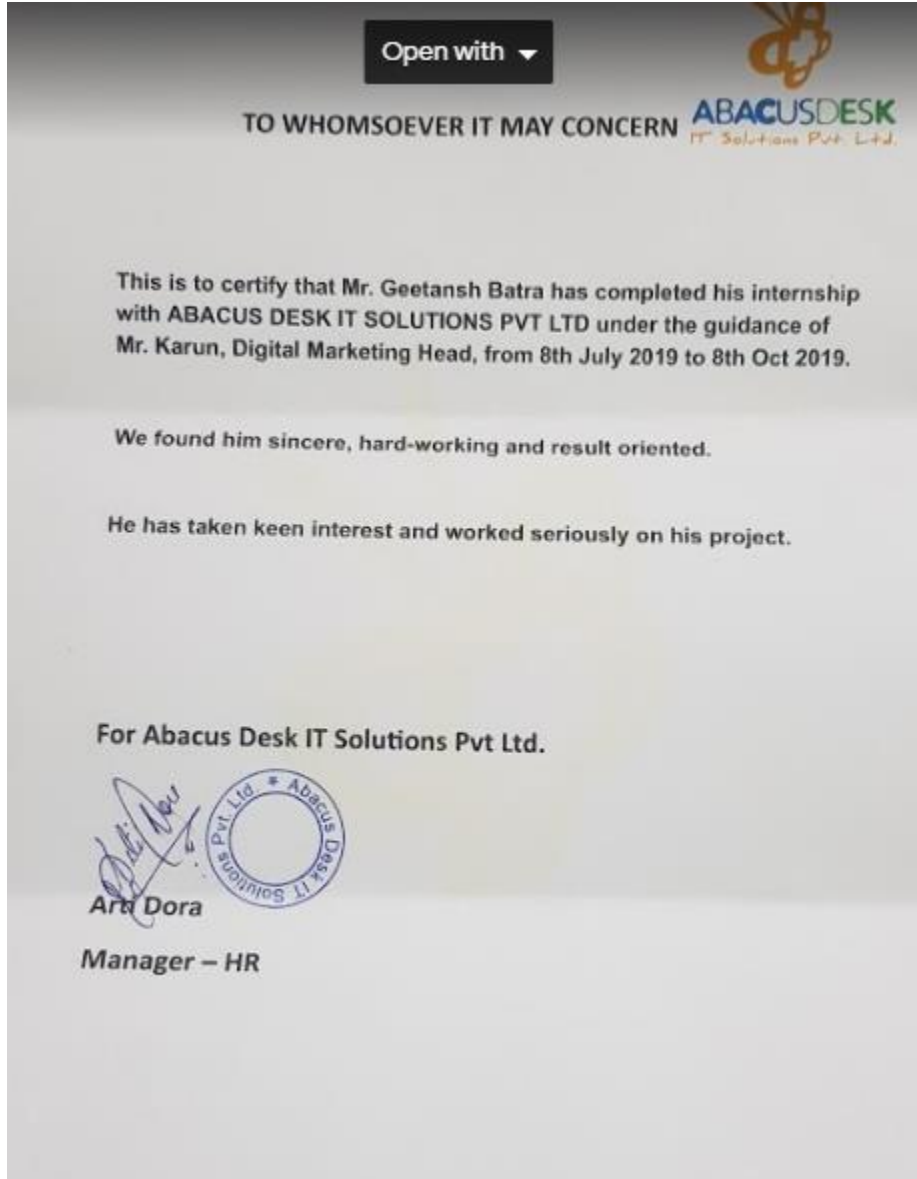 Open with
TO WHOMSOEVER IT MAY CONCERN
ABACUSDESK
IT Solutions Pvt. Ltd.
This is to certify that Mr. Geetansh Batra has completed his internship
with ABACUS DESK IT SOLUTIONS PVT LTD under the guidance of
Mr. Karun, Digital Marketing Head, from 8th July 2019 to 8th Oct 2019.
We found him sincere, hard-working and result oriented.
He has taken keen interest and worked seriously on his project.
For Abacus Desk IT Solutions Pvt Ltd.
* Abacus Desk IT Solutions Pvt. Ltd.
Arti Dora
Manager – HR